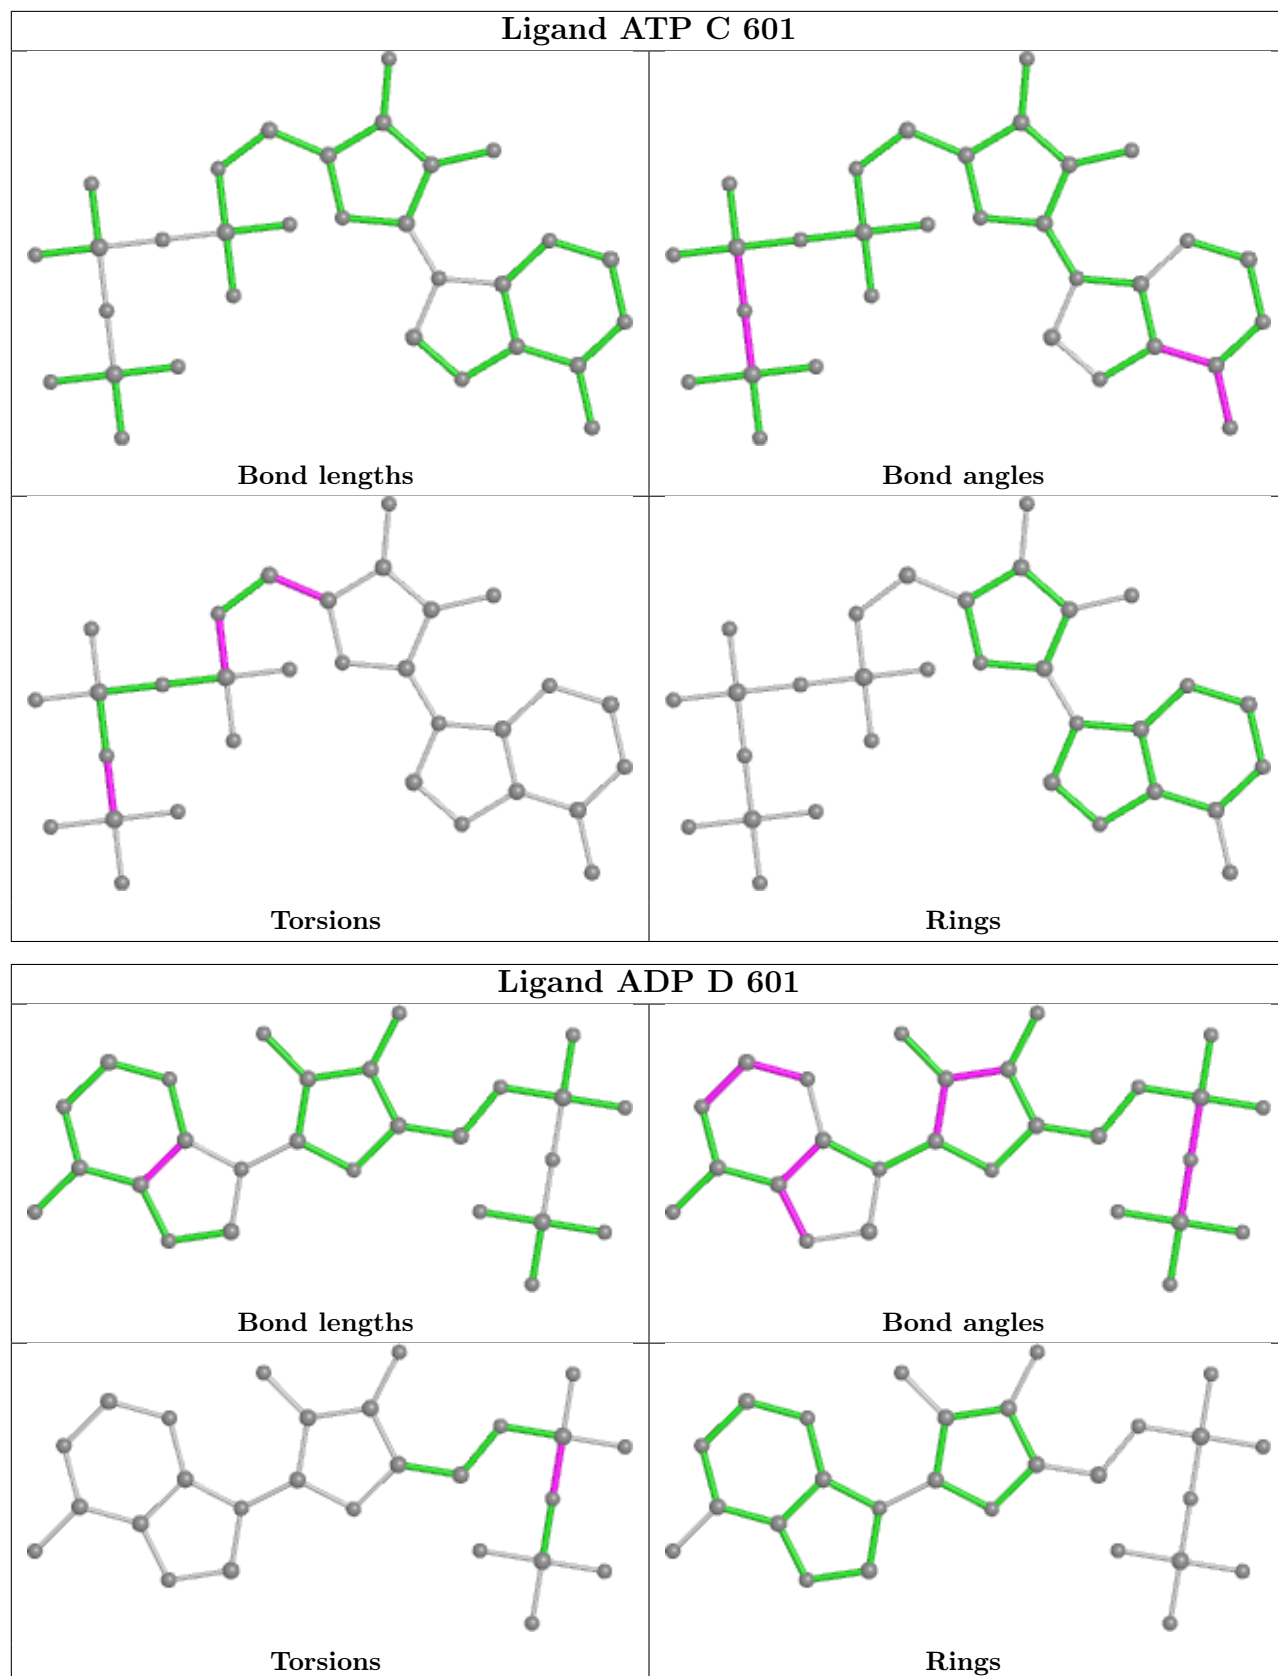 Ligand ATP C 601
Bond lengths
Bond angles
Torsions
Rings
Ligand ADP D 601
Bond lengths
Bond angles
Torsions
Rings